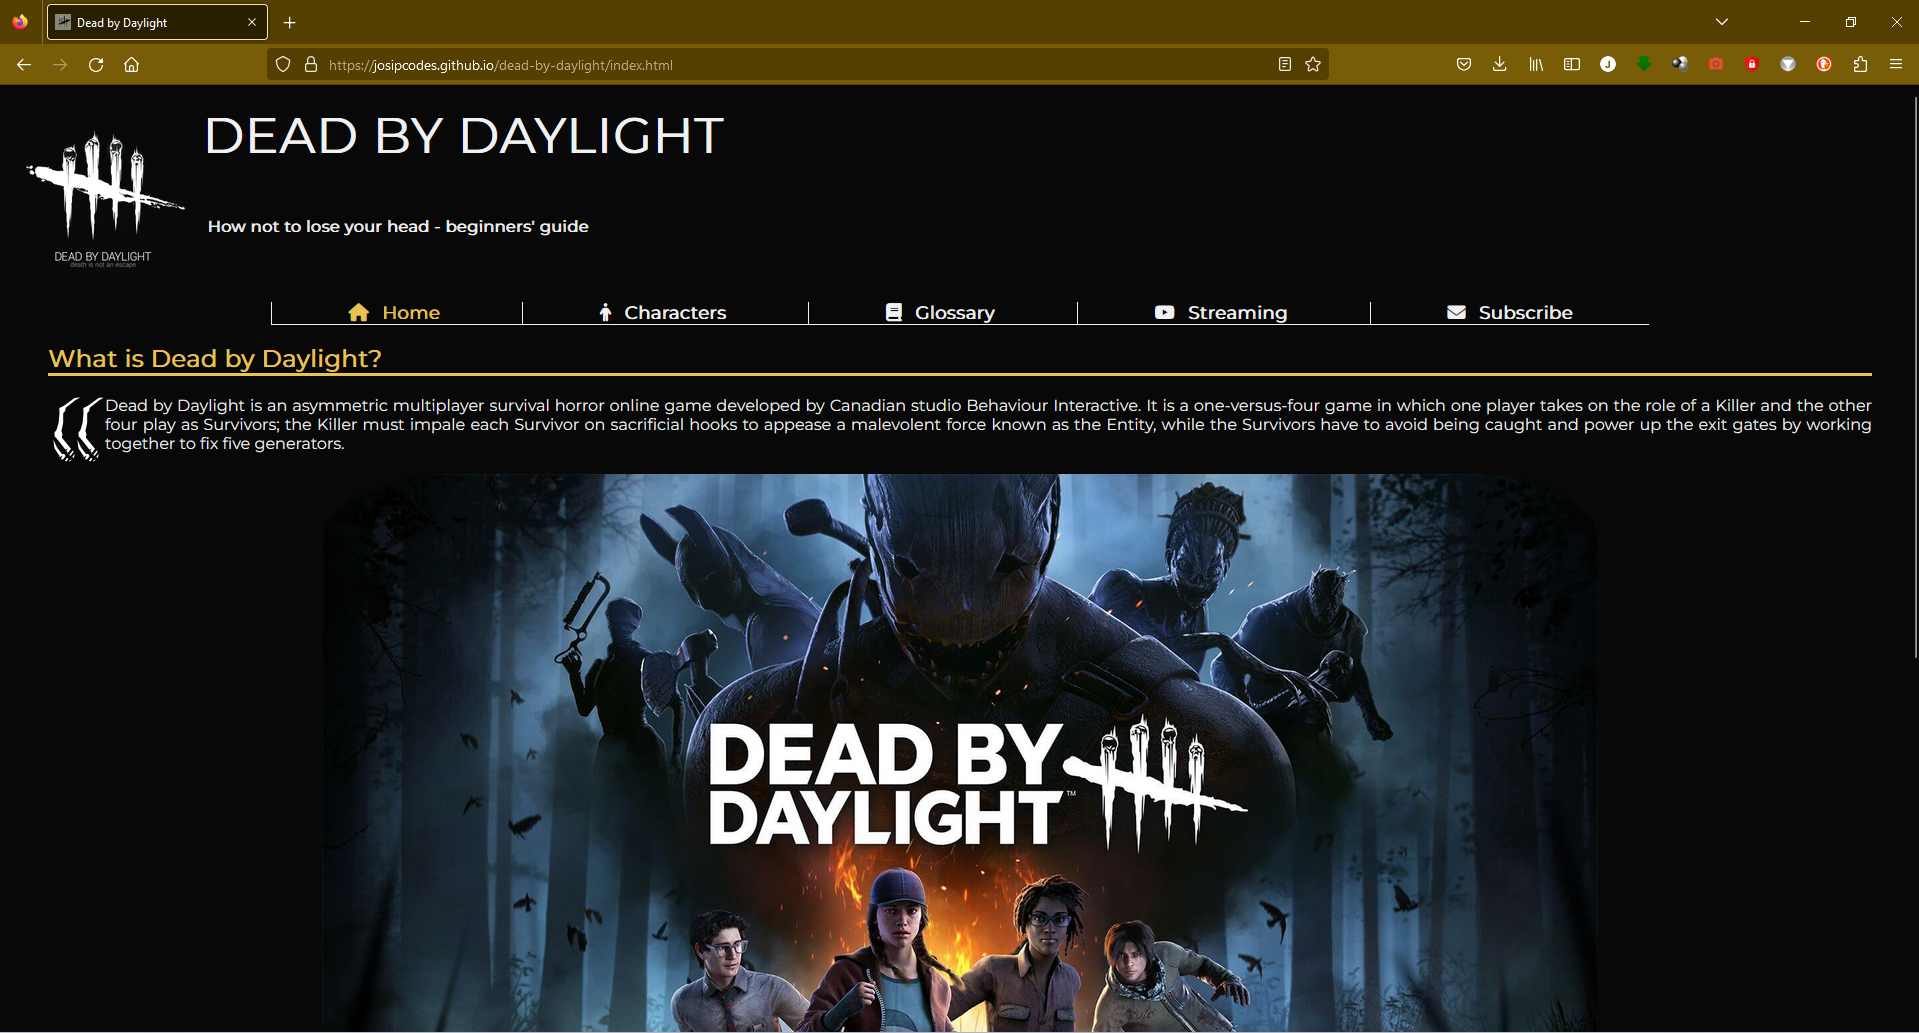 Dead by Daylight
https://josipcodes.github.io/dead-by-daylight/index.html
J
DEAD BY DAYLIGHT
DEAD BY DAYLIGHT
death is not an escape
How not to lose your head - beginners' guide
Home
Characters
Glossary
Streaming
Subscribe
What is Dead by Daylight?
Dead by Daylight is an asymmetric multiplayer survival horror online game developed by Canadian studio Behaviour Interactive. It is a one-versus-four game in which one player takes on the role of a Killer and the other
four play as Survivors; the Killer must impale each Survivor on sacrificial hooks to appease a malevolent force known as the Entity, while the Survivors have to avoid being caught and power up the exit gates by working
together to fix five generators.
DEAD BY
DAYLIGHT™